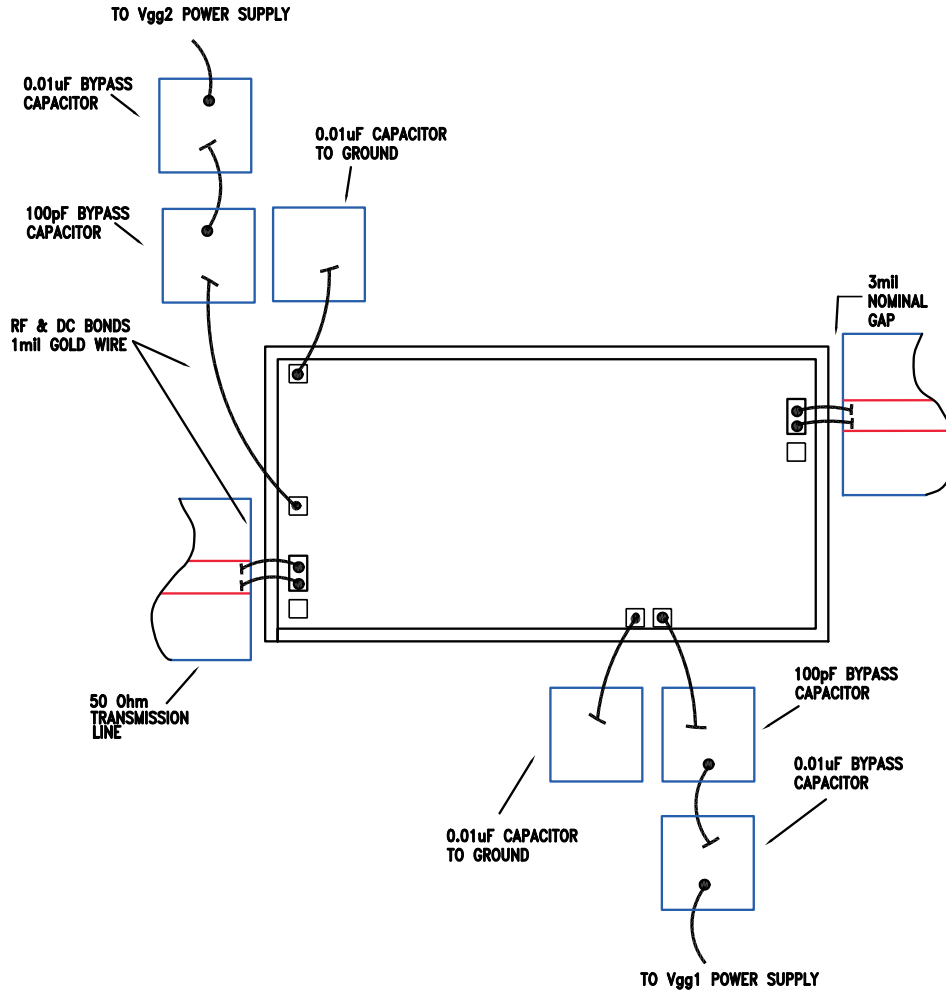 TO Vgg2 POWER SUPPLY
0.01uF BYPASS
CAPACITOR
0.01uF CAPACITOR
TO GROUND
100pF BYPASS
CAPACITOR
3mil
NOMINAL
GAP
RF & DC BONDS
1mil GOLD WIRE
50 Ohm
TRANSMISSION
LINE
100pF BYPASS
CAPACITOR
0.01uF BYPASS
CAPACITOR
0.01uF CAPACITOR
TO GROUND
TO Vgg1 POWER SUPPLY